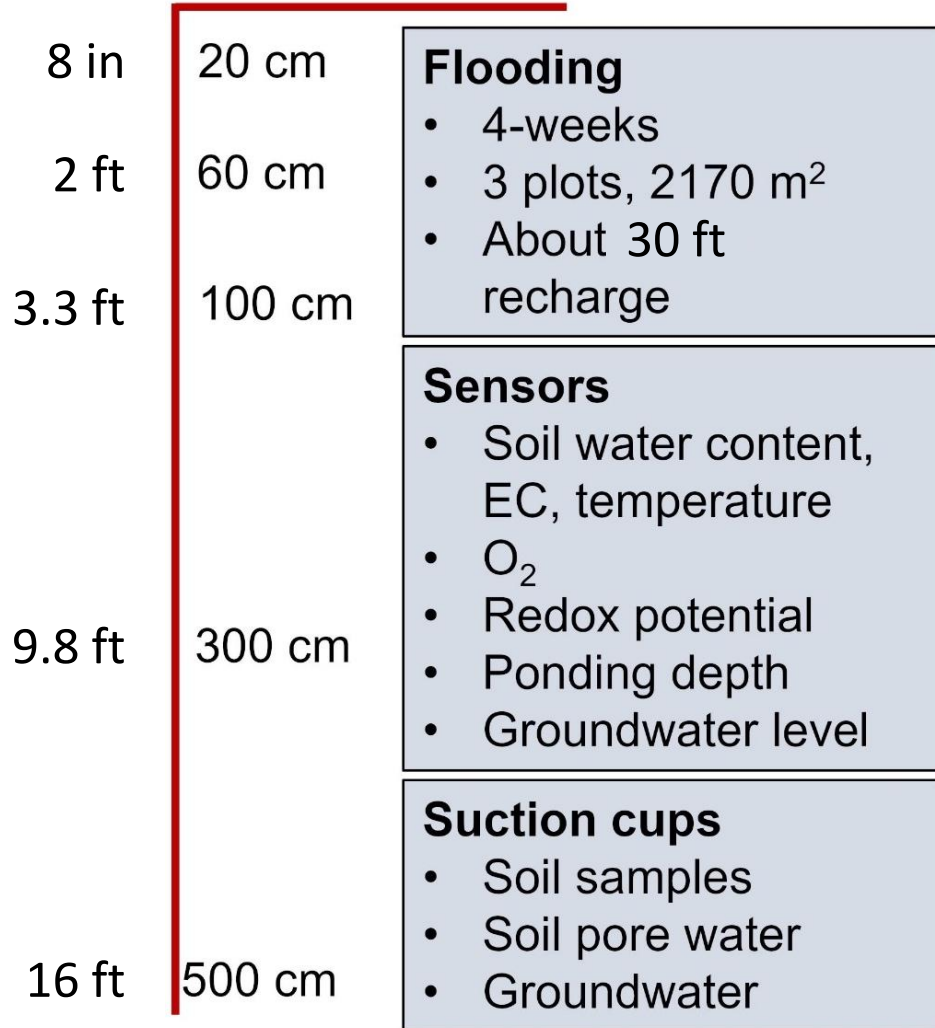 8 in 20 cm
2 ft 60 cm
3.3 ft 100 cm
9.8 ft 300 cm
16 ft 500 cm
Flooding
• 4-weeks
• 3 plots, 2170 m²
• About 30 ft
recharge
Sensors
• Soil water content,
EC, temperature
• O₂
• Redox potential
• Ponding depth
• Groundwater level
Suction cups
• Soil samples
• Soil pore water
• Groundwater